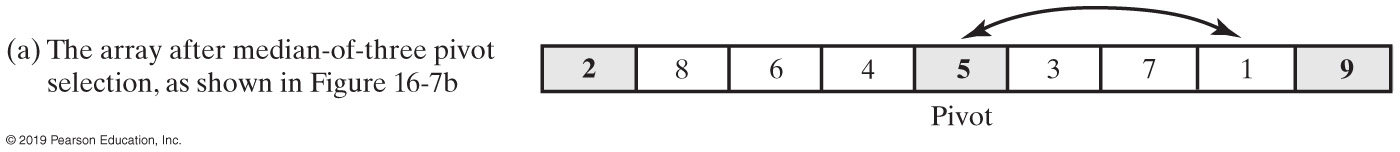 (a) The array after median-of-three pivot
selection, as shown in Figure 16-7b
2 8 6 4 5 3 7 1 9
Pivot
© 2019 Pearson Education, Inc.